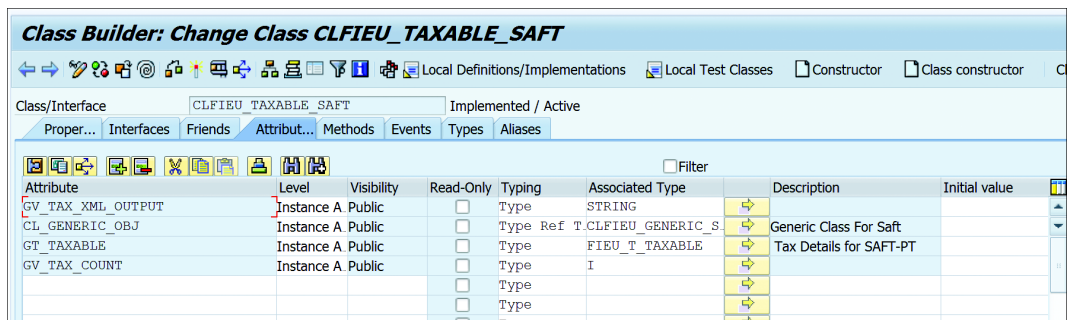 Class Builder: Change Class CLFIEU_TAXABLE_SAFT
Local Definitions/Implementations Local Test Classes Constructor Class constructor Cl
Class/Interface CLFIEU_TAXABLE_SAFT Implemented / Active
Proper... Interfaces Friends Attribut... Methods Events Types Aliases
Filter
Attribute Level Visibility Read-Only Typing Associated Type Description Initial value
GV_TAX_XML_OUTPUT Instance A.. Public Type STRING
CL_GENERIC_OBJ Instance A.. Public Type Ref T.. CLFIEU_GENERIC_S.. Generic Class For Saft
GT_TAXABLE Instance A.. Public Type FIEU_T_TAXABLE Tax Details for SAFT-PT
GV_TAX_COUNT Instance A.. Public Type I
Type
Type